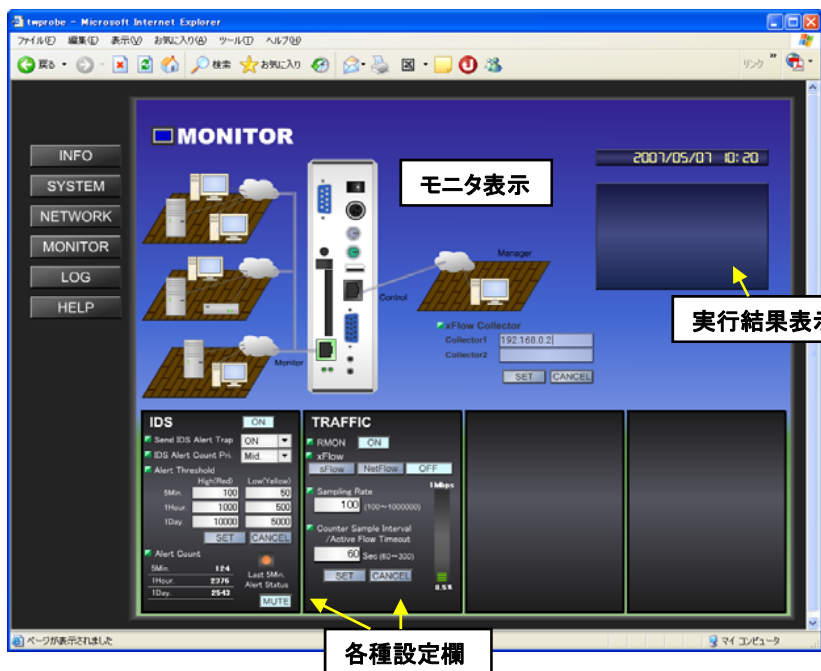 twprobe - Microsoft Internet Explorer
ファイル(F) 編集(E) 表示(V) お気に入り(A) ツール(T) ヘルプ(H)
戻る 検索 お気に入り リンク »
MONITOR
2007/05/07 10:20
INFO
SYSTEM
NETWORK
MONITOR
LOG
HELP
モニタ表示
Manager
Control
Monitor
実行結果表示
xFlow Collector
Collector1 192.168.0.2
Collector2
SET CANCEL
IDS ON
Send IDS Alert Trap ON
IDS Alert Count Pri. Mid.
Alert Threshold
High(Red) Low(Yellow)
5Min. 100 50
1Hour. 1000 500
1Day. 10000 5000
SET CANCEL
Alert Count
5Min. 124
1Hour. 2376
1Day. 2543
Last 5Min.
Alert Status
MUTE
TRAFFIC
RMON ON
xFlow
sFlow NetFlow OFF
1Mbps
Sampling Rate
100 (100~1000000)
Counter Sample Interval
/Active Flow Timeout
60 Sec (60~300)
SET CANCEL
0.5%
各種設定欄
ページが表示されました
マイ コンピュータ